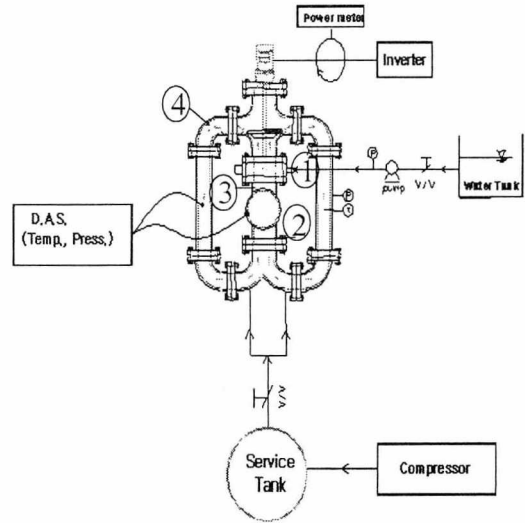 Power meter
Inverter
④
①
P
pump
V/V
Water Tank
③
P
T
②
D.A.S.
(Temp., Press.)
V/V
Service
Tank
Compressor